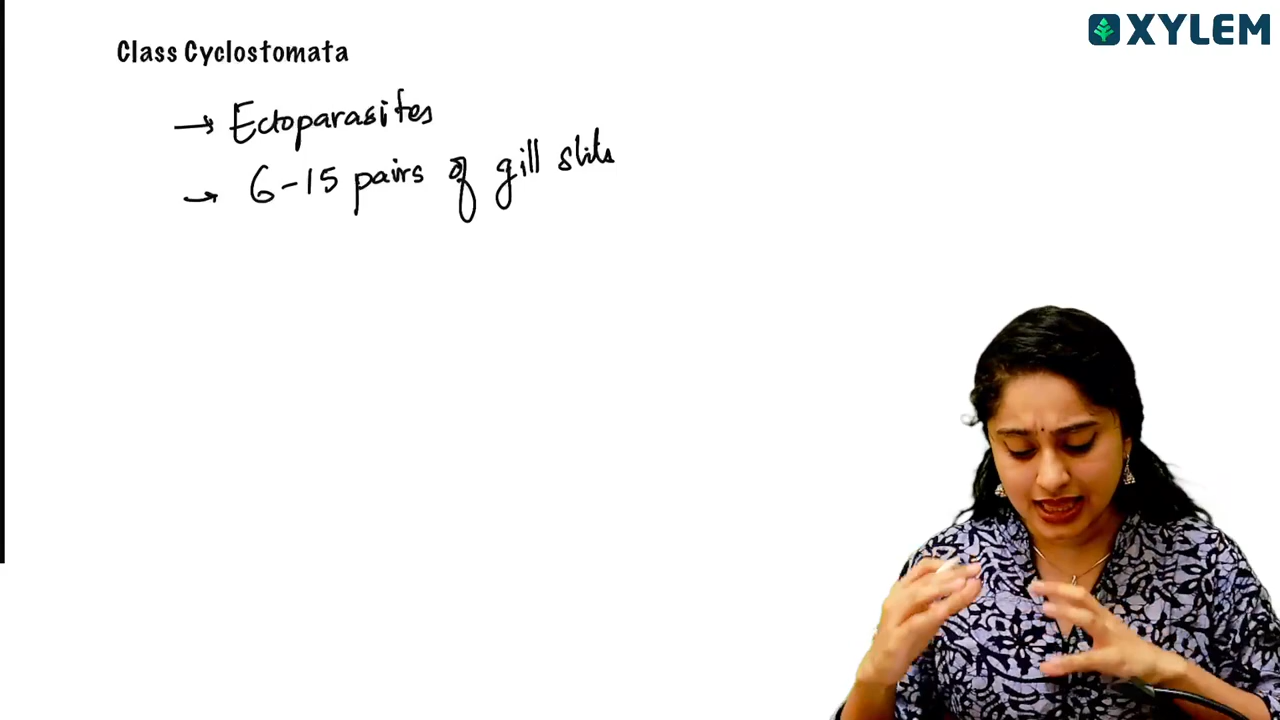 XYLEM
Class Cyclostomata
→ Ectoparasites
→ 6-15 pairs of gill slits